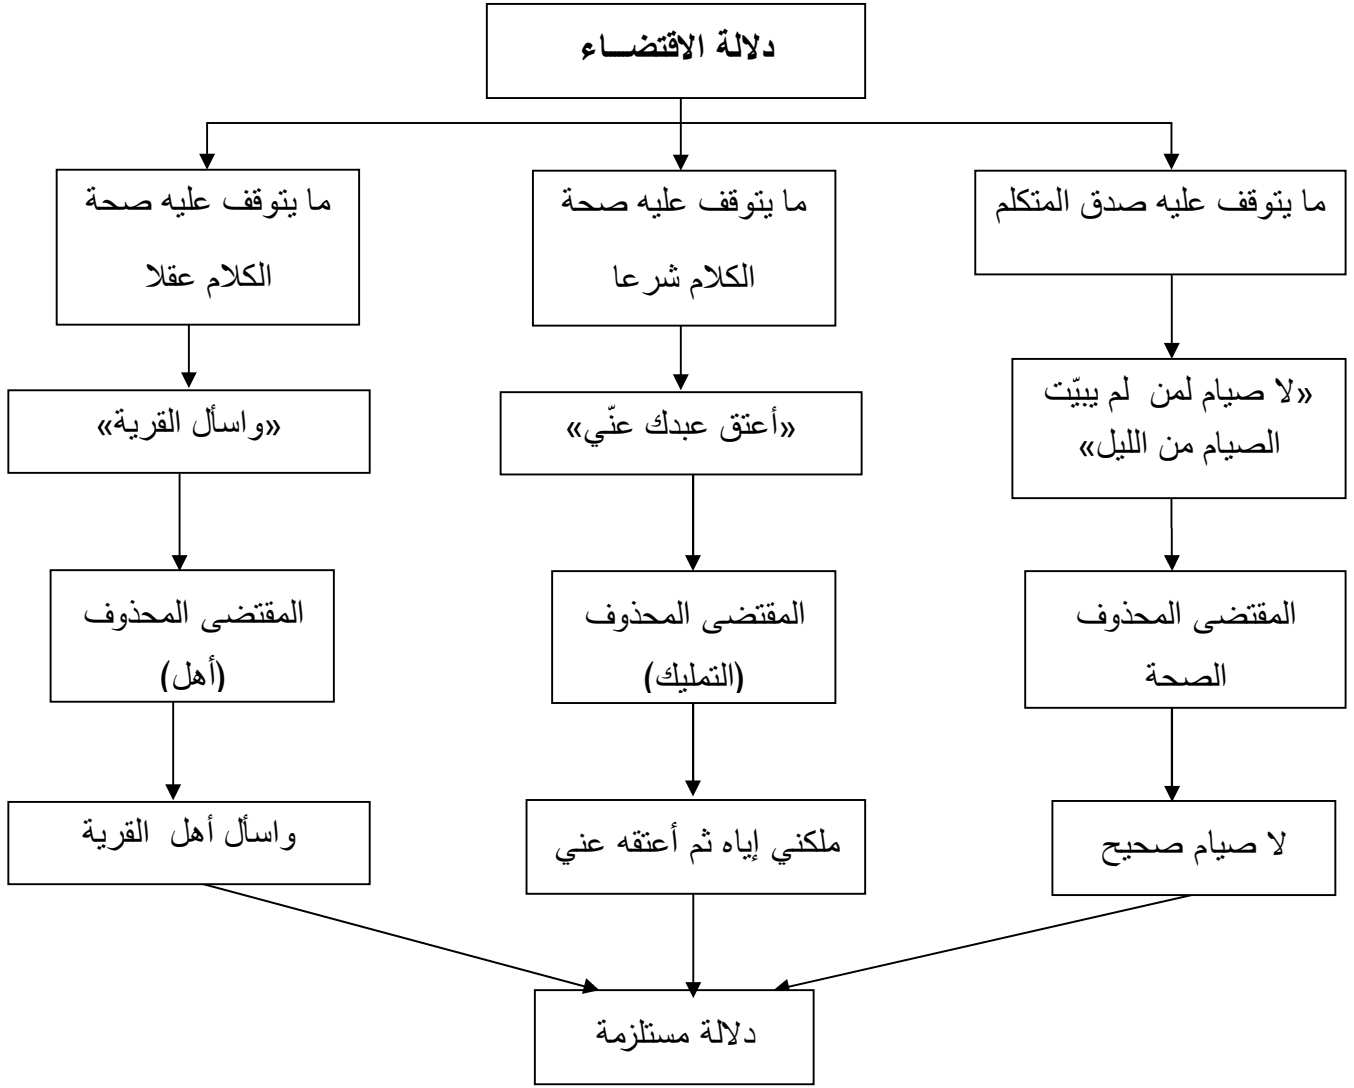 دلالة الاقتضـــاء
ما يتوقف عليه صدق المتكلم
ما يتوقف عليه صحة
الكلام شرعا
ما يتوقف عليه صحة
الكلام عقلا
«لا صيام لمن لم يبيّت
الصيام من الليل»
«أعتق عبدك عنّي»
«واسأل القرية»
المقتضى المحذوف
الصحة
المقتضى المحذوف
(التمليك)
المقتضى المحذوف
(أهل)
لا صيام صحيح
ملكني إياه ثم أعتقه عني
واسأل أهل القرية
دلالة مستلزمة